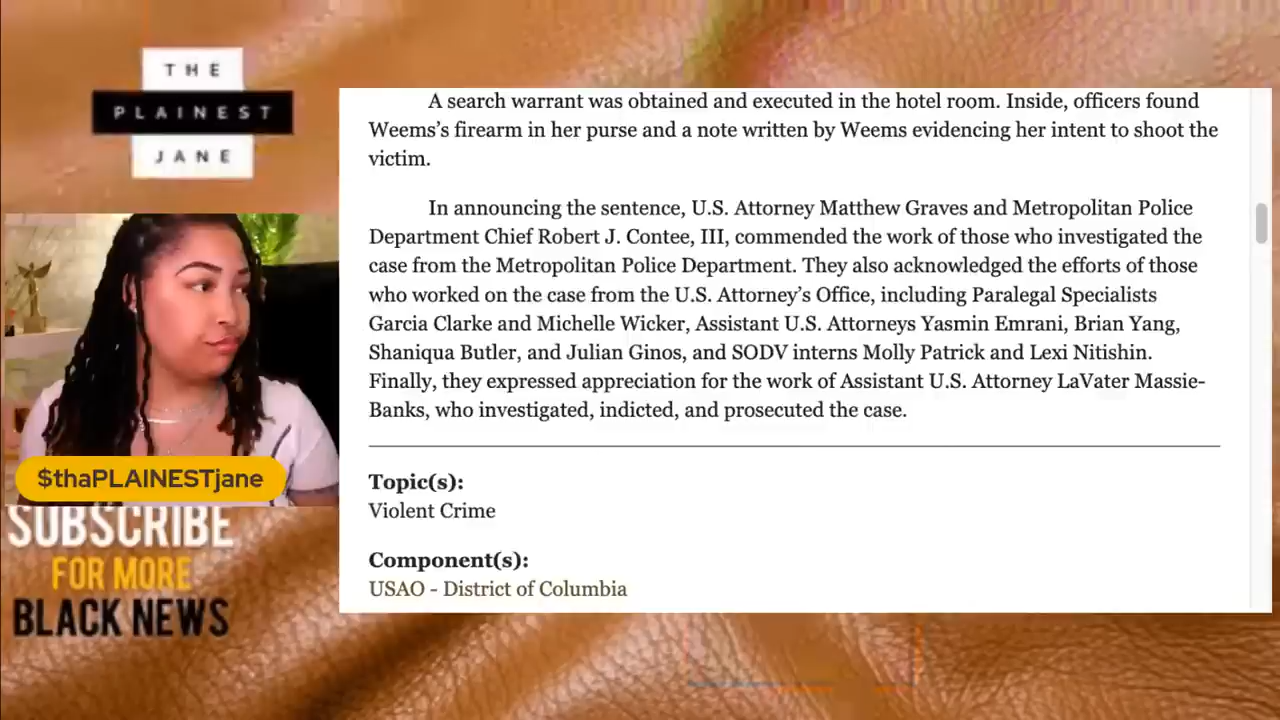 THE
PLAINEST
JANE
A search warrant was obtained and executed in the hotel room. Inside, officers found
Weems’s firearm in her purse and a note written by Weems evidencing her intent to shoot the
victim.
In announcing the sentence, U.S. Attorney Matthew Graves and Metropolitan Police
Department Chief Robert J. Contee, III, commended the work of those who investigated the
case from the Metropolitan Police Department. They also acknowledged the efforts of those
who worked on the case from the U.S. Attorney’s Office, including Paralegal Specialists
Garcia Clarke and Michelle Wicker, Assistant U.S. Attorneys Yasmin Emrani, Brian Yang,
Shaniqua Butler, and Julian Ginos, and SODV interns Molly Patrick and Lexi Nitishin.
Finally, they expressed appreciation for the work of Assistant U.S. Attorney LaVater Massie-
Banks, who investigated, indicted, and prosecuted the case.
Topic(s):
Violent Crime
Component(s):
USAO - District of Columbia
$thaPLAINESTjane
SUBSCRIBE
FOR MORE
BLACK NEWS